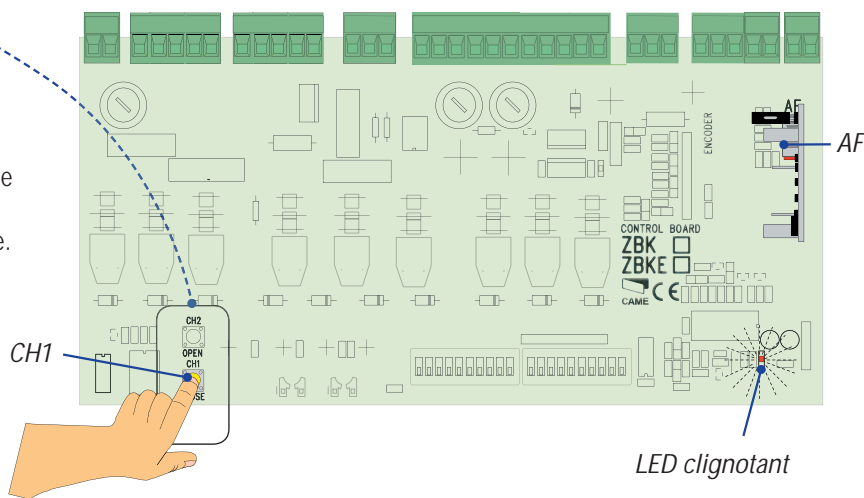 AF
ENCODER
AF
e
e.
CONTROL BOARD
ZBK
ZBKE
CAME CE
CH2
OPEN
CH1
CH1
LED clignotant